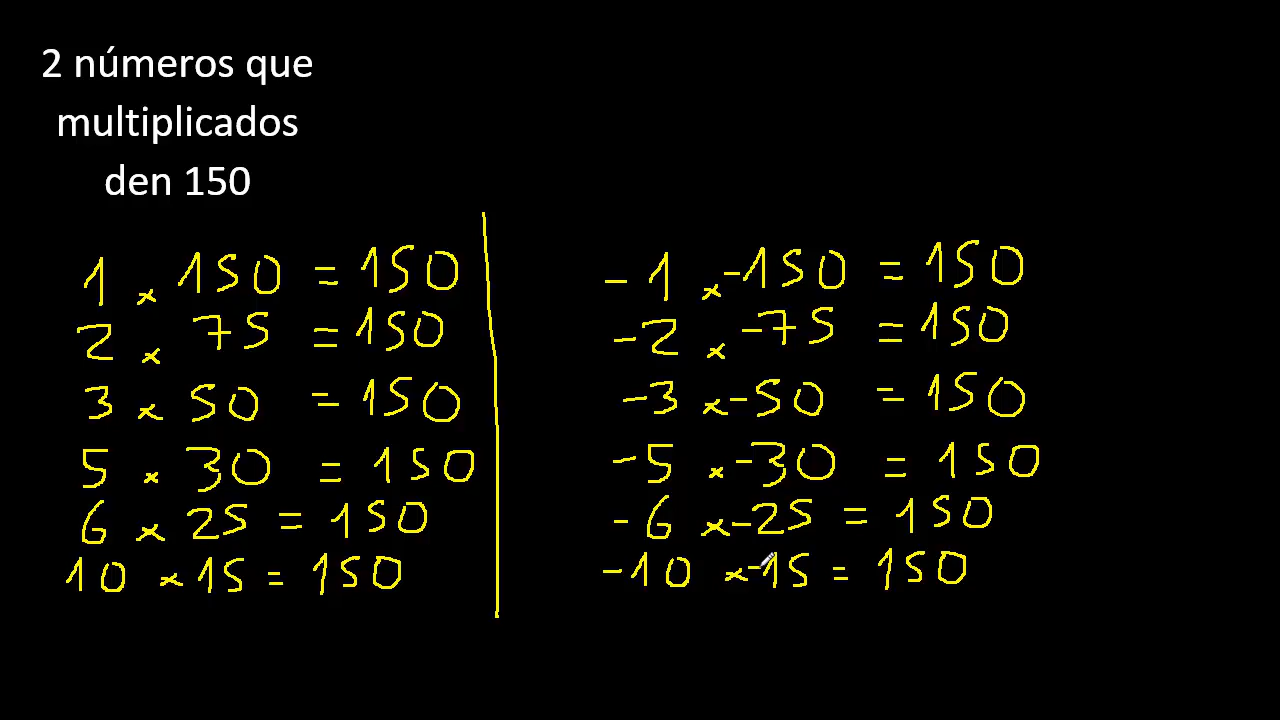 2 números que
multiplicados
den 150
1 x 150 = 150
2 x 75 = 150
3 x 50 = 150
5 x 30 = 150
6 x 25 = 150
10 x 15 = 150
-1 x -150 = 150
-2 x -75 = 150
-3 x -50 = 150
-5 x -30 = 150
-6 x -25 = 150
-10 x -15 = 150